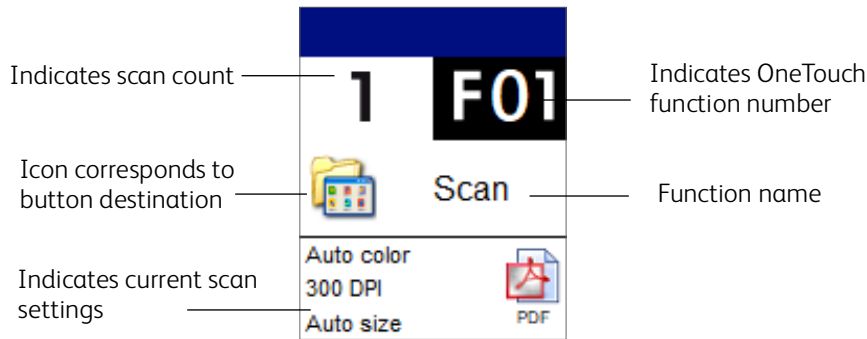 Indicates scan count
1
F01
Indicates OneTouch
function number
Icon corresponds to
button destination
Scan
Function name
Indicates current scan
settings
Auto color
300 DPI
Auto size
PDF